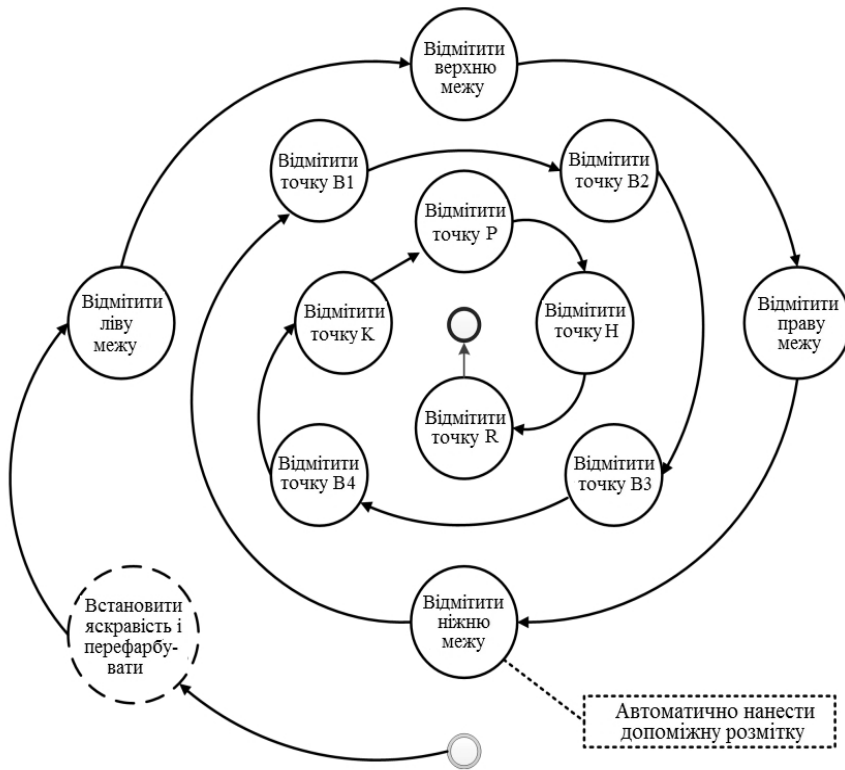 Відмітити
верхню
межу
Відмітити
точку В1
Відмітити
точку В2
Відмітити
точку Р
Відмітити
ліву
межу
Відмітити
точку К
Відмітити
точку Н
Відмітити
праву
межу
Відмітити
точку R
Відмітити
точку В4
Відмітити
точку В3
Встановити
яскравість і
перефарбу-
вати
Відмітити
ніжню
межу
Автоматично нанести
допоміжну розмітку